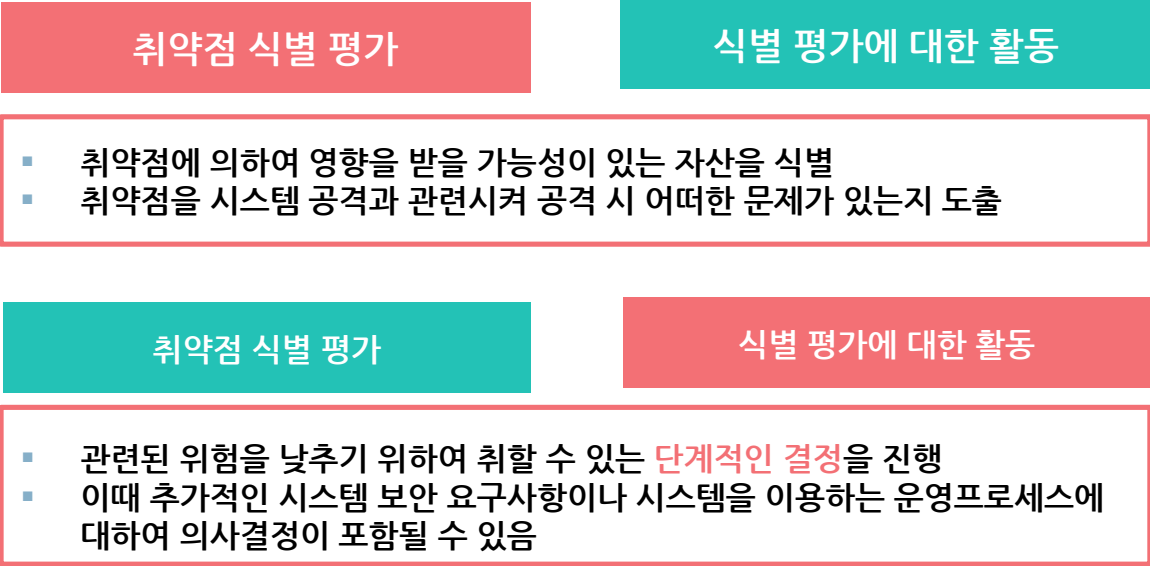 취약점 식별 평가
식별 평가에 대한 활동
▪ 취약점에 의하여 영향을 받을 가능성이 있는 자산을 식별
▪ 취약점을 시스템 공격과 관련시켜 공격 시 어떠한 문제가 있는지 도출
취약점 식별 평가
식별 평가에 대한 활동
▪ 관련된 위험을 낮추기 위하여 취할 수 있는 단계적인 결정을 진행
▪ 이때 추가적인 시스템 보안 요구사항이나 시스템을 이용하는 운영프로세스에
대하여 의사결정이 포함될 수 있음